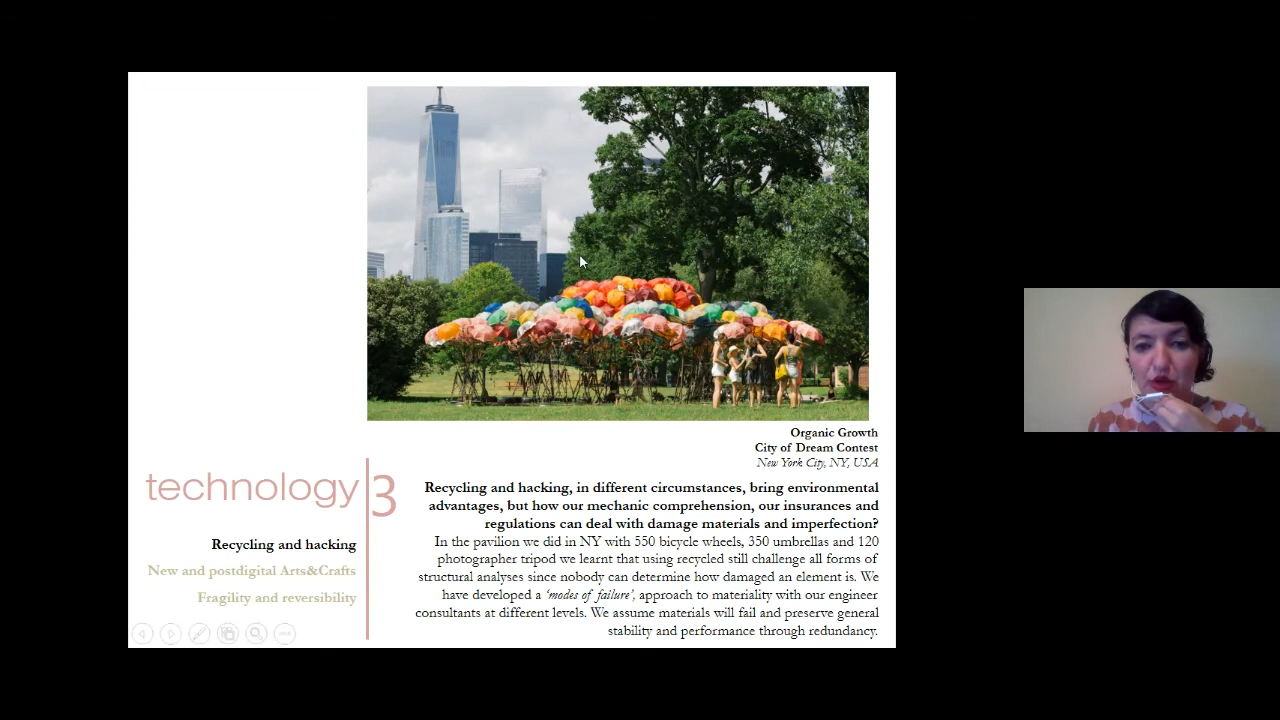 Organic Growth
City of Dream Contest
New York City, NY, USA
technology 3
Recycling and hacking
New and postdigital Arts&Crafts
Fragility and reversibility
Recycling and hacking, in different circumstances, bring environmental
advantages, but how our mechanic comprehension, our insurances and
regulations can deal with damage materials and imperfection?
In the pavilion we did in NY with 550 bicycle wheels, 350 umbrellas and 120
photographer tripod we learnt that using recycled still challenge all forms of
structural analyses since nobody can determine how damaged an element is. We
have developed a ‘modes of failure’, approach to materiality with our engineer
consultants at different levels. We assume materials will fail and preserve general
stability and performance through redundancy.